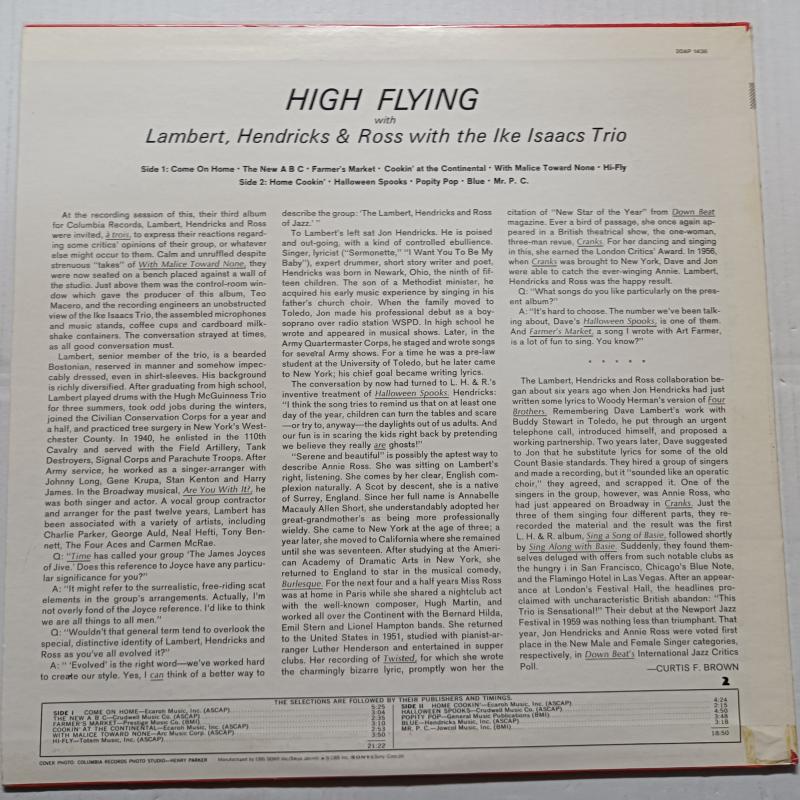 20AP 1436
HIGH FLYING
with
Lambert, Hendricks & Ross with the Ike Isaacs Trio
Side 1: Come On Home · The New A B C · Farmer's Market · Cookin' at the Continental · With Malice Toward None · Hi-Fly
Side 2: Home Cookin' · Halloween Spooks · Popity Pop · Blue · Mr. P. C.
At the recording session of this, their third album
for Columbia Records, Lambert, Hendricks and Ross
were invited, à trois, to express their reactions regard-
ing some critics' opinions of their group, or whatever
else might occur to them. Calm and unruffled despite
strenuous "takes" of With Malice Toward None, they
were now seated on a bench placed against a wall of
the studio. Just above them was the control-room win-
dow which gave the producer of this album, Teo
Macero, and the recording engineers an unobstructed
view of the Ike Isaacs Trio, the assembled microphones
and music stands, coffee cups and cardboard milk-
shake containers. The conversation strayed at times,
as all good conversation must.
Lambert, senior member of the trio, is a bearded
Bostonian, reserved in manner and somehow impec-
cably dressed, even in shirt-sleeves. His background
is richly diversified. After graduating from high school,
Lambert played drums with the Hugh McGuinness Trio
for three summers, took odd jobs during the winters,
joined the Civilian Conservation Corps for a year and
a half, and practiced tree surgery in New York's West-
chester County. In 1940, he enlisted in the 110th
Cavalry and served with the Field Artillery, Tank
Destroyers, Signal Corps and Parachute Troops. After
Army service, he worked as a singer-arranger with
Johnny Long, Gene Krupa, Stan Kenton and Harry
James. In the Broadway musical, Are You With It?, he
was both singer and actor. A vocal group contractor
and arranger for the past twelve years, Lambert has
been associated with a variety of artists, including
Charlie Parker, George Auld, Neal Hefti, Tony Ben-
nett, The Four Aces and Carmen McRae.
Q: "Time has called your group 'The James Joyces
of Jive.' Does this reference to Joyce have any particu-
lar significance for you?"
A: "It might refer to the surrealistic, free-riding scat
elements in the group's arrangements. Actually, I'm
not overly fond of the Joyce reference. I'd like to think
we are all things to all men."
Q: "Wouldn't that general term tend to overlook the
special, distinctive identity of Lambert, Hendricks and
Ross as you've all evolved it?"
A: " 'Evolved' is the right word—we've worked hard
to create our style. Yes, I can think of a better way to
describe the group: 'The Lambert, Hendricks and Ross
of Jazz.' "
To Lambert's left sat Jon Hendricks. He is poised
and out-going, with a kind of controlled ebullience.
Singer, lyricist ("Sermonette," "I Want You To Be My
Baby"), expert drummer, short story writer and poet,
Hendricks was born in Newark, Ohio, the ninth of fif-
teen children. The son of a Methodist minister, he
acquired his early music experience by singing in his
father's church choir. When the family moved to
Toledo, Jon made his professional debut as a boy-
soprano over radio station WSPD. In high school he
wrote and appeared in musical shows. Later, in the
Army Quartermaster Corps, he staged and wrote songs
for several Army shows. For a time he was a pre-law
student at the University of Toledo, but he later came
to New York; his chief goal became writing lyrics.
The conversation by now had turned to L. H. & R.'s
inventive treatment of Halloween Spooks. Hendricks:
"I think the song tries to remind us that on at least one
day of the year, children can turn the tables and scare
—or try to, anyway—the daylights out of us adults. And
our fun is in scaring the kids right back by pretending
we believe they really are ghosts!"
"Serene and beautiful" is possibly the aptest way to
describe Annie Ross. She was sitting on Lambert's
right, listening. She comes by her clear, English com-
plexion naturally. A Scot by descent, she is a native
of Surrey, England. Since her full name is Annabelle
Macauly Allen Short, she understandably adopted her
great-grandmother's as being more professionally
wieldy. She came to New York at the age of three; a
year later, she moved to California where she remained
until she was seventeen. After studying at the Ameri-
can Academy of Dramatic Arts in New York, she
returned to England to star in the musical comedy,
Burlesque. For the next four and a half years Miss Ross
was at home in Paris while she shared a nightclub act
with the well-known composer, Hugh Martin, and
worked all over the Continent with the Bernard Hilda,
Emil Stern and Lionel Hampton bands. She returned
to the United States in 1951, studied with pianist-ar-
ranger Luther Henderson and entertained in supper
clubs. Her recording of Twisted, for which she wrote
the charmingly bizarre lyric, promptly won her the
citation of "New Star of the Year" from Down Beat
magazine. Ever a bird of passage, she once again ap-
peared in a British theatrical show, the one-woman,
three-man revue, Cranks. For her dancing and singing
in this, she earned the London Critics' Award. In 1956,
when Cranks was brought to New York, Dave and Jon
were able to catch the ever-winging Annie. Lambert,
Hendricks and Ross was the happy result.
Q: "What songs do you like particularly on the pres-
ent album?"
A: "It's hard to choose. The number we've been talk-
ing about, Dave's Halloween Spooks, is one of them.
And Farmer's Market, a song I wrote with Art Farmer,
is a lot of fun to sing. You know?"
* * * * *
The Lambert, Hendricks and Ross collaboration be-
gan about six years ago when Jon Hendricks had just
written some lyrics to Woody Herman's version of Four
Brothers. Remembering Dave Lambert's work with
Buddy Stewart in Toledo, he put through an urgent
telephone call, introduced himself, and proposed a
working partnership. Two years later, Dave suggested
to Jon that he substitute lyrics for some of the old
Count Basie standards. They hired a group of singers
and made a recording, but it "sounded like an operatic
choir," they agreed, and scrapped it. One of the
singers in the group, however, was Annie Ross, who
had just appeared on Broadway in Cranks. Just the
three of them singing four different parts, they re-
recorded the material and the result was the first
L. H. & R. album, Sing a Song of Basie, followed shortly
by Sing Along with Basie. Suddenly, they found them-
selves deluged with offers from such notable clubs as
the hungry i in San Francisco, Chicago's Blue Note,
and the Flamingo Hotel in Las Vegas. After an appear-
ance at London's Festival Hall, the headlines pro-
claimed with uncharacteristic British abandon: "This
Trio is Sensational!" Their debut at the Newport Jazz
Festival in 1959 was nothing less than triumphant. That
year, Jon Hendricks and Annie Ross were voted first
place in the New Male and Female Singer categories,
respectively, in Down Beat's International Jazz Critics
Poll.
—CURTIS F. BROWN
2
THE SELECTIONS ARE FOLLOWED BY THEIR PUBLISHERS AND TIMINGS.
SIDE I COME ON HOME—Ecaroh Music, Inc. (ASCAP) 5:25
THE NEW A B C—Crudwell Music Co. (ASCAP) 3:04
FARMER'S MARKET—Prestige Music Co. (BMI) 2:35
COOKIN' AT THE CONTINENTAL—Ecaroh Music, Inc. (ASCAP) 3:10
WITH MALICE TOWARD NONE—Arc Music Corp. (ASCAP) 2:53
HI-FLY—Totem Music, Inc. (ASCAP) 3:50
21:22
SIDE II HOME COOKIN'—Ecaroh Music, Inc. (ASCAP) 4:24
HALLOWEEN SPOOKS—Crudwell Music Co. (ASCAP) 2:15
POPITY POP—General Music Publications (BMI) 4:50
BLUE—Hendricks Music, Inc. (BMI) 3:48
MR. P. C.—Jowcol Music, Inc. (BMI) 3:18
18:50
COVER PHOTO: COLUMBIA RECORDS PHOTO STUDIO—HENRY PARKER